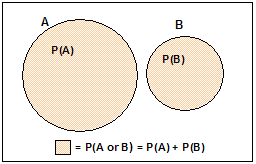 A
B
P(A)
P(B)
= P(A or B) = P(A) + P(B)